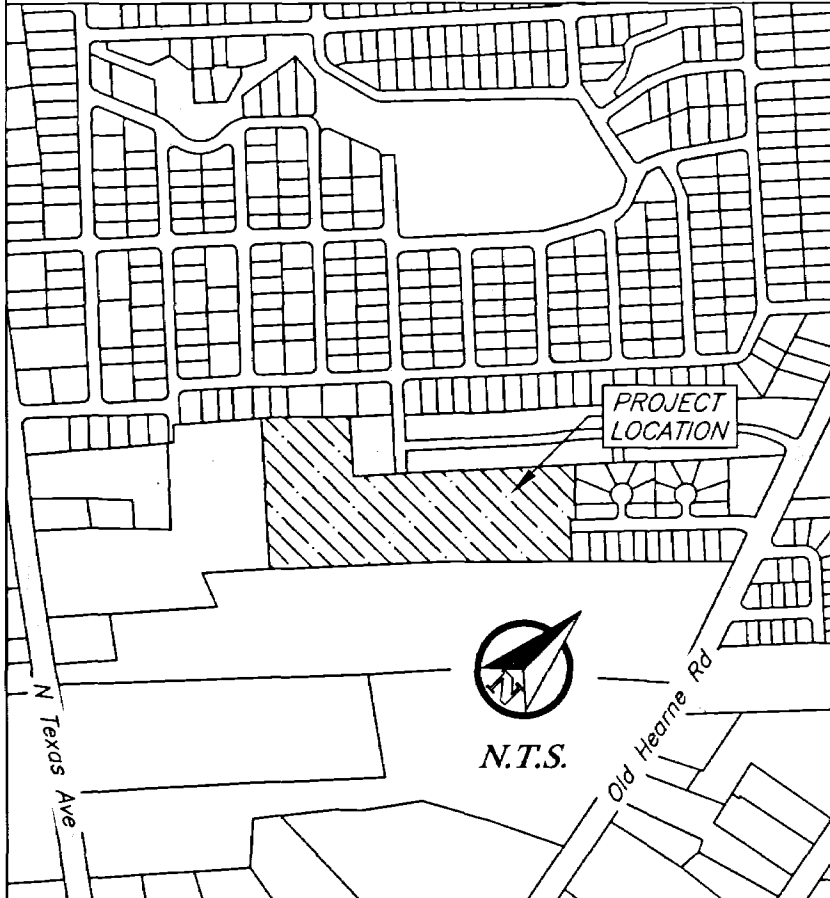 PROJECT
LOCATION
N
N.T.S.
N Texas Ave
Old Hearne Rd